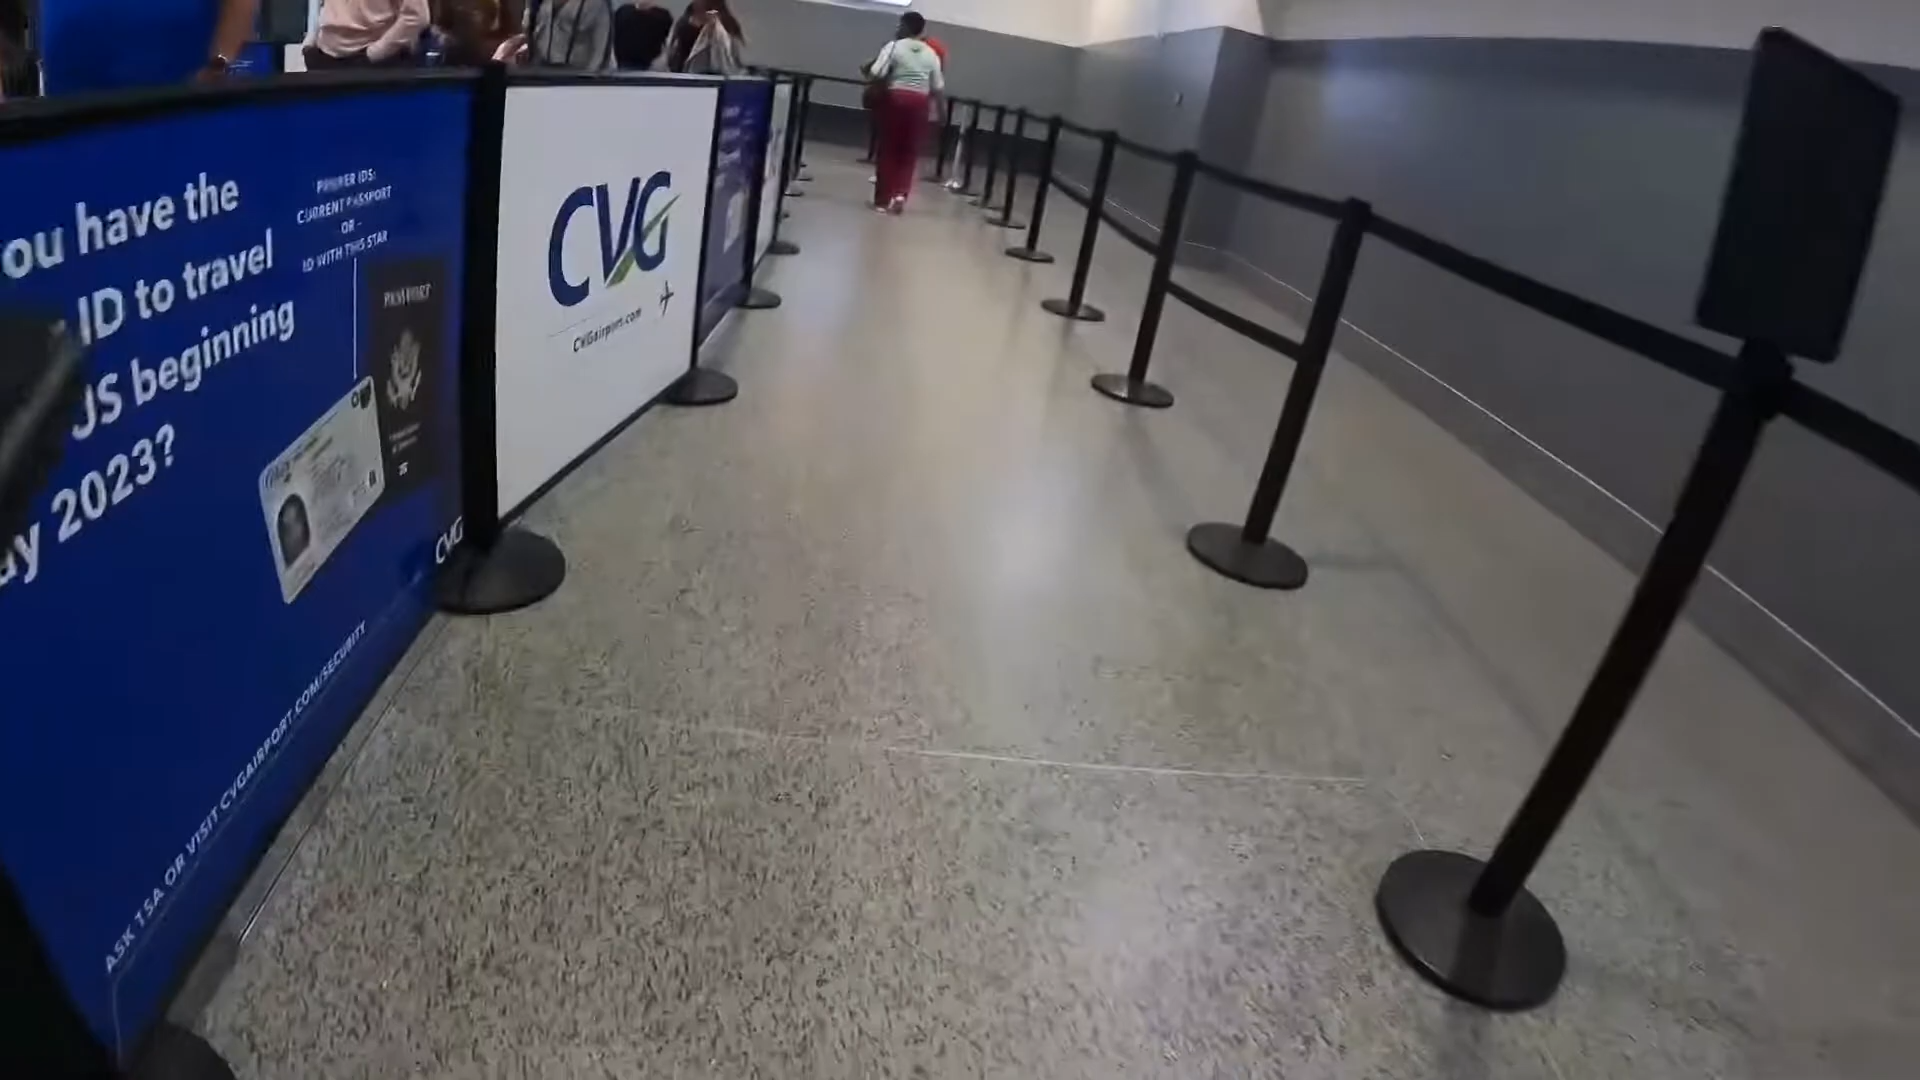 ou have the
ID to travel
US beginning
ay 2023?
PROPER IDS:
CURRENT PASSPORT
- OR -
ID WITH THIS STAR
PASSPORT
ASK TSA OR VISIT CVGAIRPORT.COM/SECURITY
CVG
CVG
CVGairport.com